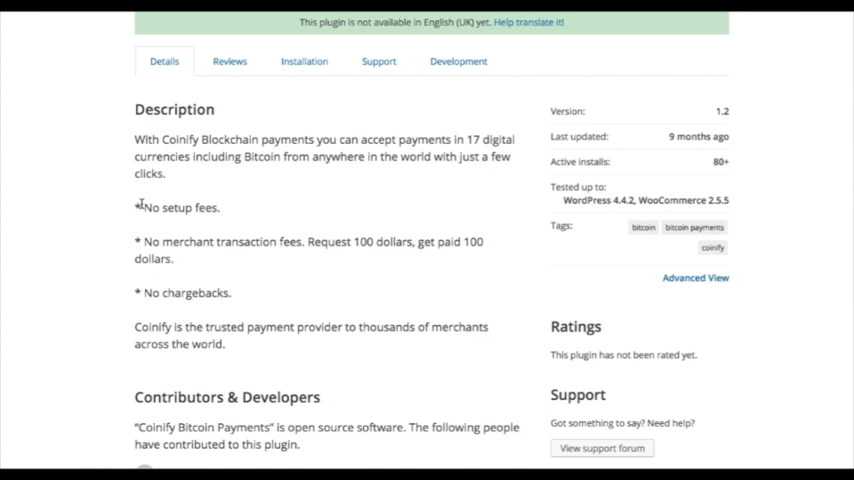 This plugin is not available in English (UK) yet. Help translate it!
Details Reviews Installation Support Development
Description
With Coinify Blockchain payments you can accept payments in 17 digital
currencies including Bitcoin from anywhere in the world with just a few
clicks.
*No setup fees.
* No merchant transaction fees. Request 100 dollars, get paid 100
dollars.
* No chargebacks.
Coinify is the trusted payment provider to thousands of merchants
across the world.
Contributors & Developers
“Coinify Bitcoin Payments” is open source software. The following people
have contributed to this plugin.
Version: 1.2
Last updated: 9 months ago
Active installs: 80+
Tested up to:
WordPress 4.4.2, WooCommerce 2.5.5
Tags: bitcoin bitcoin payments
coinify
Advanced View
Ratings
This plugin has not been rated yet.
Support
Got something to say? Need help?
View support forum